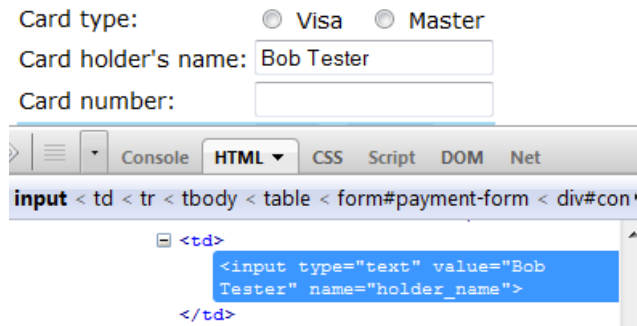 Card type: Visa Master
Card holder's name: Bob Tester
Card number:
Console HTML CSS Script DOM Net
input < td < tr < tbody < table < form#payment-form < div#con
<td>
<input type="text" value="Bob
Tester" name="holder_name">
</td>